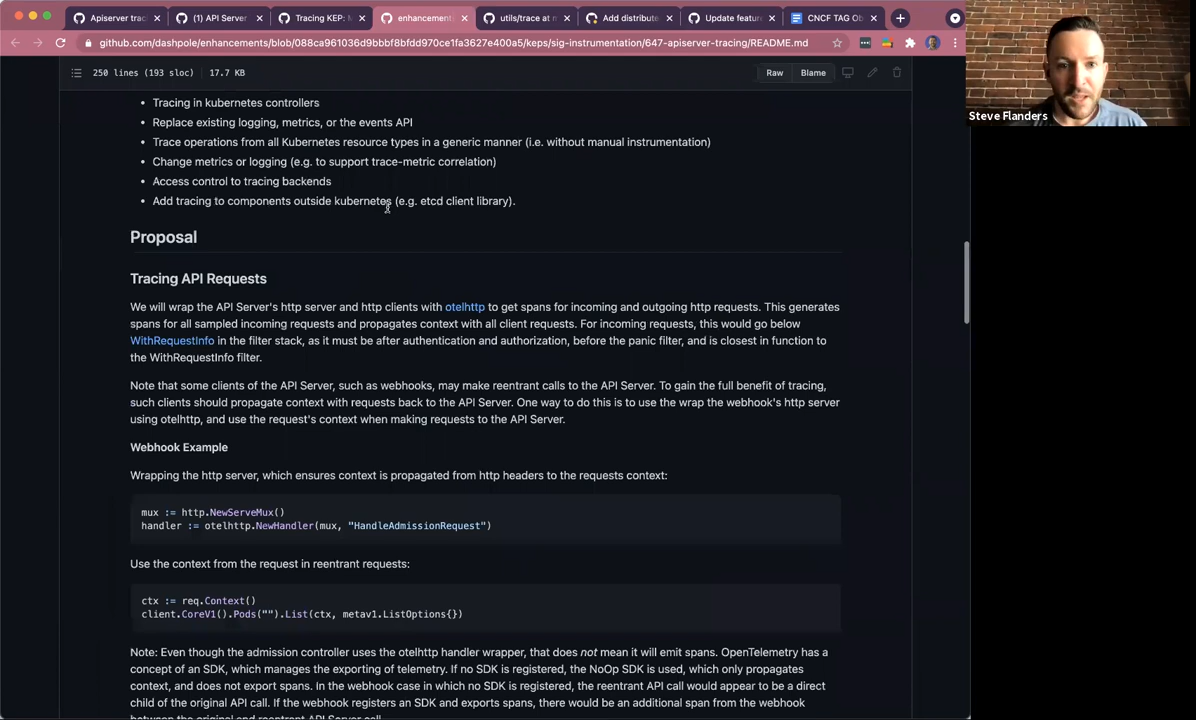 Apiserver trac
(1) API Server
Tracing KEP:
enhancement
utils/trace at m
Add distribute
Update featur
CNCF TAG Ob
github.com/dashpole/enhancements/blob/088ca961036d9bbbf8bfdd970ce1fa3627e400a5/keps/sig-instrumentation/647-apiserver-tracing/README.md
250 lines (193 sloc) 17.7 KB
Raw Blame
• Tracing in kubernetes controllers
• Replace existing logging, metrics, or the events API
• Trace operations from all Kubernetes resource types in a generic manner (i.e. without manual instrumentation)
• Change metrics or logging (e.g. to support trace-metric correlation)
• Access control to tracing backends
• Add tracing to components outside kubernetes (e.g. etcd client library).
Proposal
Tracing API Requests
We will wrap the API Server's http server and http clients with otelhttp to get spans for incoming and outgoing http requests. This generates
spans for all sampled incoming requests and propagates context with all client requests. For incoming requests, this would go below
WithRequestInfo in the filter stack, as it must be after authentication and authorization, before the panic filter, and is closest in function to
the WithRequestInfo filter.
Note that some clients of the API Server, such as webhooks, may make reentrant calls to the API Server. To gain the full benefit of tracing,
such clients should propagate context with requests back to the API Server. One way to do this is to use the wrap the webhook's http server
using otelhttp, and use the request's context when making requests to the API Server.
Webhook Example
Wrapping the http server, which ensures context is propagated from http headers to the requests context:
mux := http.NewServeMux()
handler := otelhttp.NewHandler(mux, "HandleAdmissionRequest")
Use the context from the request in reentrant requests:
ctx := req.Context()
client.CoreV1().Pods("").List(ctx, metav1.ListOptions{})
Note: Even though the admission controller uses the otelhttp handler wrapper, that does not mean it will emit spans. OpenTelemetry has a
concept of an SDK, which manages the exporting of telemetry. If no SDK is registered, the NoOp SDK is used, which only propagates
context, and does not export spans. In the webhook case in which no SDK is registered, the reentrant API call would appear to be a direct
child of the original API call. If the webhook registers an SDK and exports spans, there would be an additional span from the webhook
between the original and reentrant API Server call.
Steve Flanders